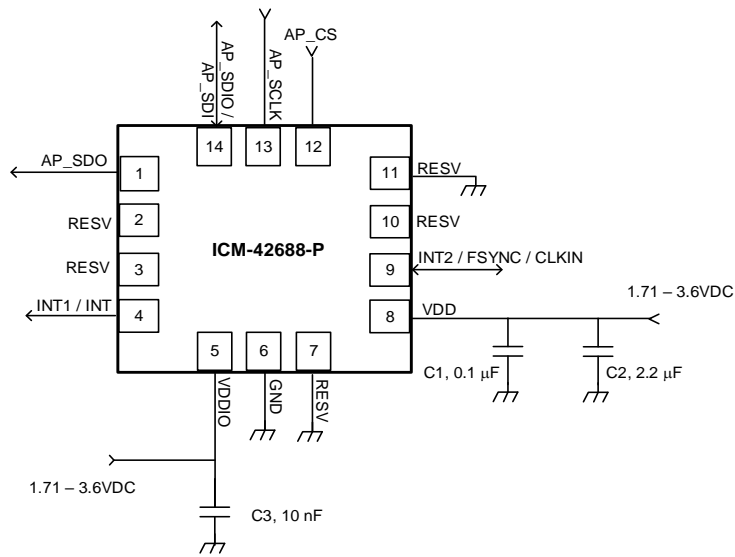 AP_SDIO /
AP_SDI
AP_SCLK
AP_CS
14
13
12
AP_SDO
1
11
RESV
RESV
2
10
RESV
ICM-42688-P
RESV
3
9
INT2 / FSYNC / CLKIN
INT1 / INT
4
8
VDD
1.71 – 3.6VDC
5
6
7
VDDIO
GND
RESV
C1, 0.1 μF
C2, 2.2 μF
1.71 – 3.6VDC
C3, 10 nF